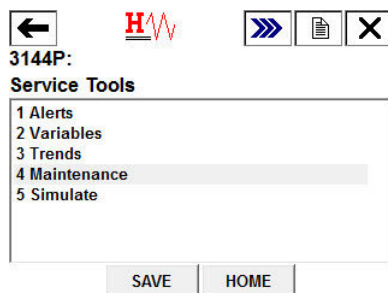 H
3144P:
Service Tools
1 Alerts
2 Variables
3 Trends
4 Maintenance
5 Simulate
SAVE HOME